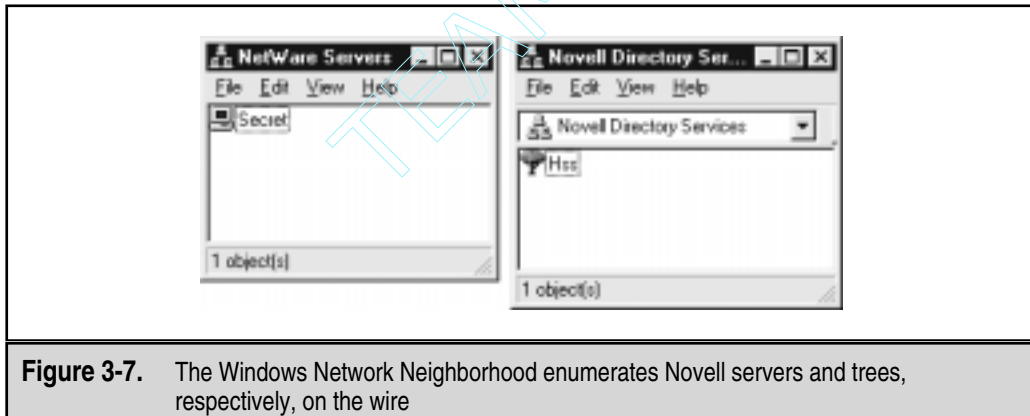 NetWare Servers
File Edit View Help
Secret
1 object(s)
Novell Directory Ser...
File Edit View Help
Novell Directory Services
Hss
1 object(s)
Figure 3-7. The Windows Network Neighborhood enumerates Novell servers and trees,
respectively, on the wire